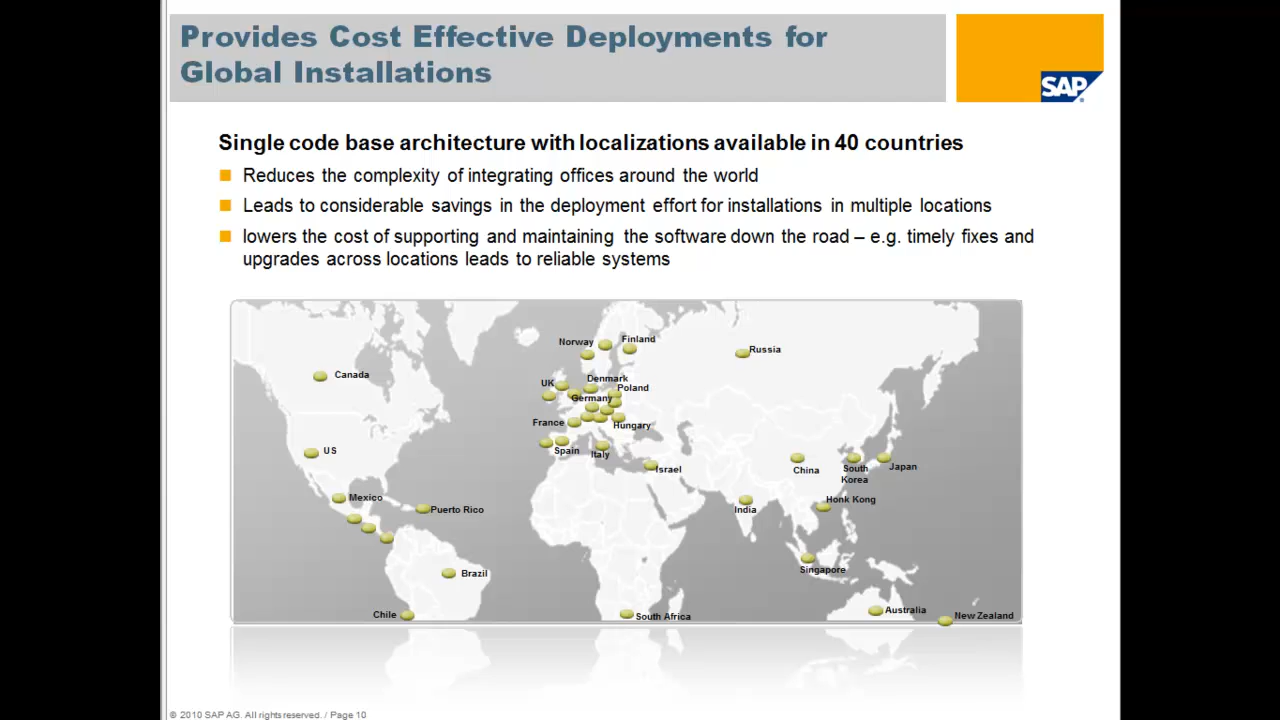 Provides Cost Effective Deployments for
Global Installations
SAP
Single code base architecture with localizations available in 40 countries
Reduces the complexity of integrating offices around the world
Leads to considerable savings in the deployment effort for installations in multiple locations
lowers the cost of supporting and maintaining the software down the road – e.g. timely fixes and
upgrades across locations leads to reliable systems
Norway
Finland
Russia
Canada
UK
Denmark
Poland
Germany
France
Hungary
US
Spain
Italy
Israel
China
South
Korea
Japan
Mexico
Puerto Rico
India
Honk Kong
Singapore
Brazil
Chile
South Africa
Australia
New Zealand
© 2010 SAP AG. All rights reserved. / Page 10